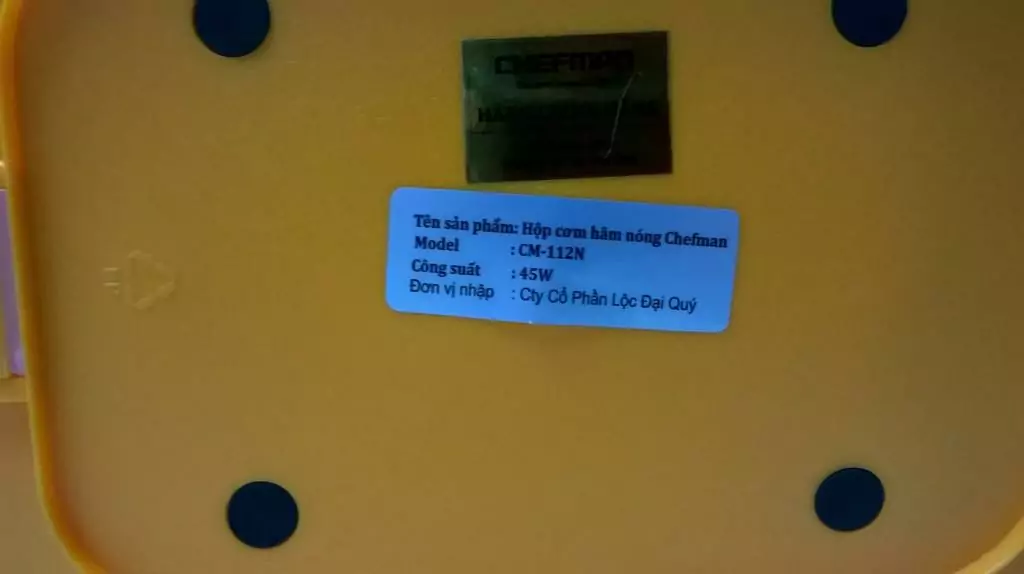 CHEFMAN
Tên sản phẩm: Hộp cơm hâm nóng Chefman
Model : CM-112N
Công suất : 45W
Đơn vị nhập : Cty Cổ Phần Lộc Đại Quý